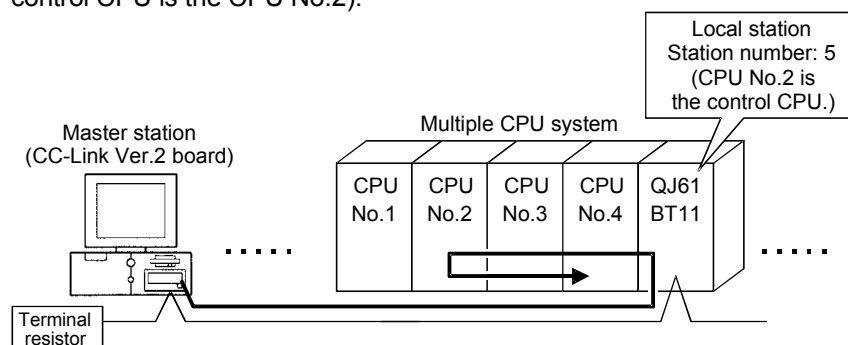 control CPU is the CPU No.2).
Local station
Station number: 5
(CPU No.2 is
the control CPU.)
Master station
(CC-Link Ver.2 board)
Multiple CPU system
CPU
No.1
CPU
No.2
CPU
No.3
CPU
No.4
QJ61
BT11
Terminal
resistor